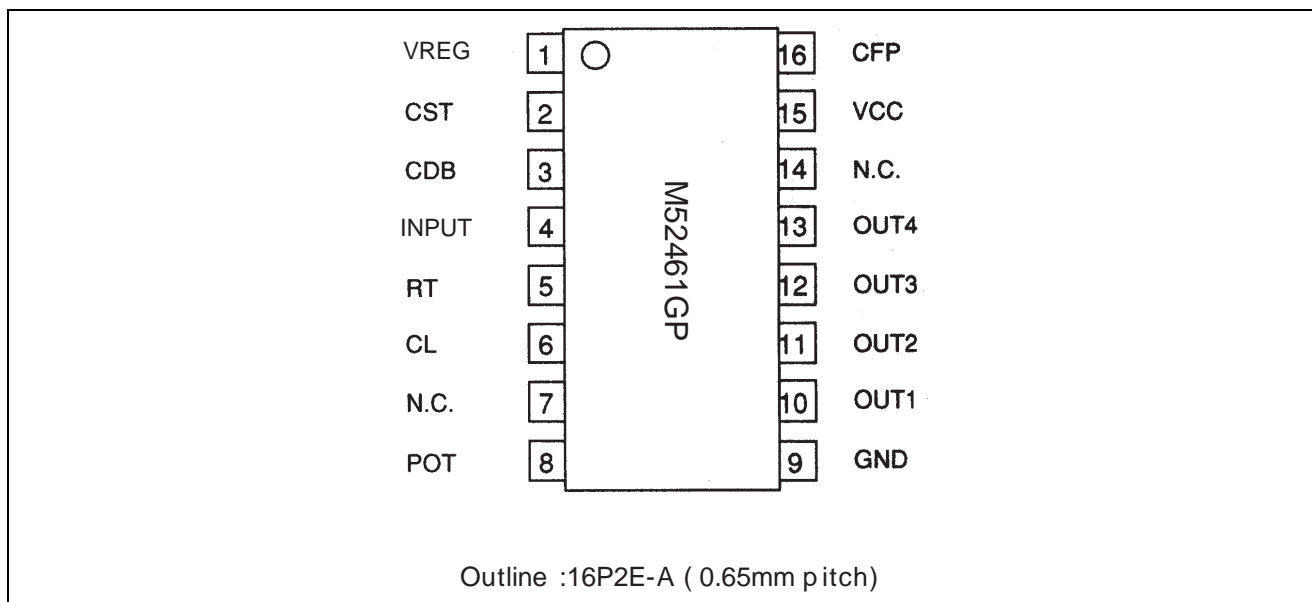 VREG 1 16 CFP
CST 2 15 VCC
CDB 3 14 N.C.
INPUT 4 13 OUT4
RT 5 12 OUT3
CL 6 11 OUT2
N.C. 7 10 OUT1
POT 8 9 GND
M52461GP
Outline :16P2E-A ( 0.65mm pitch)